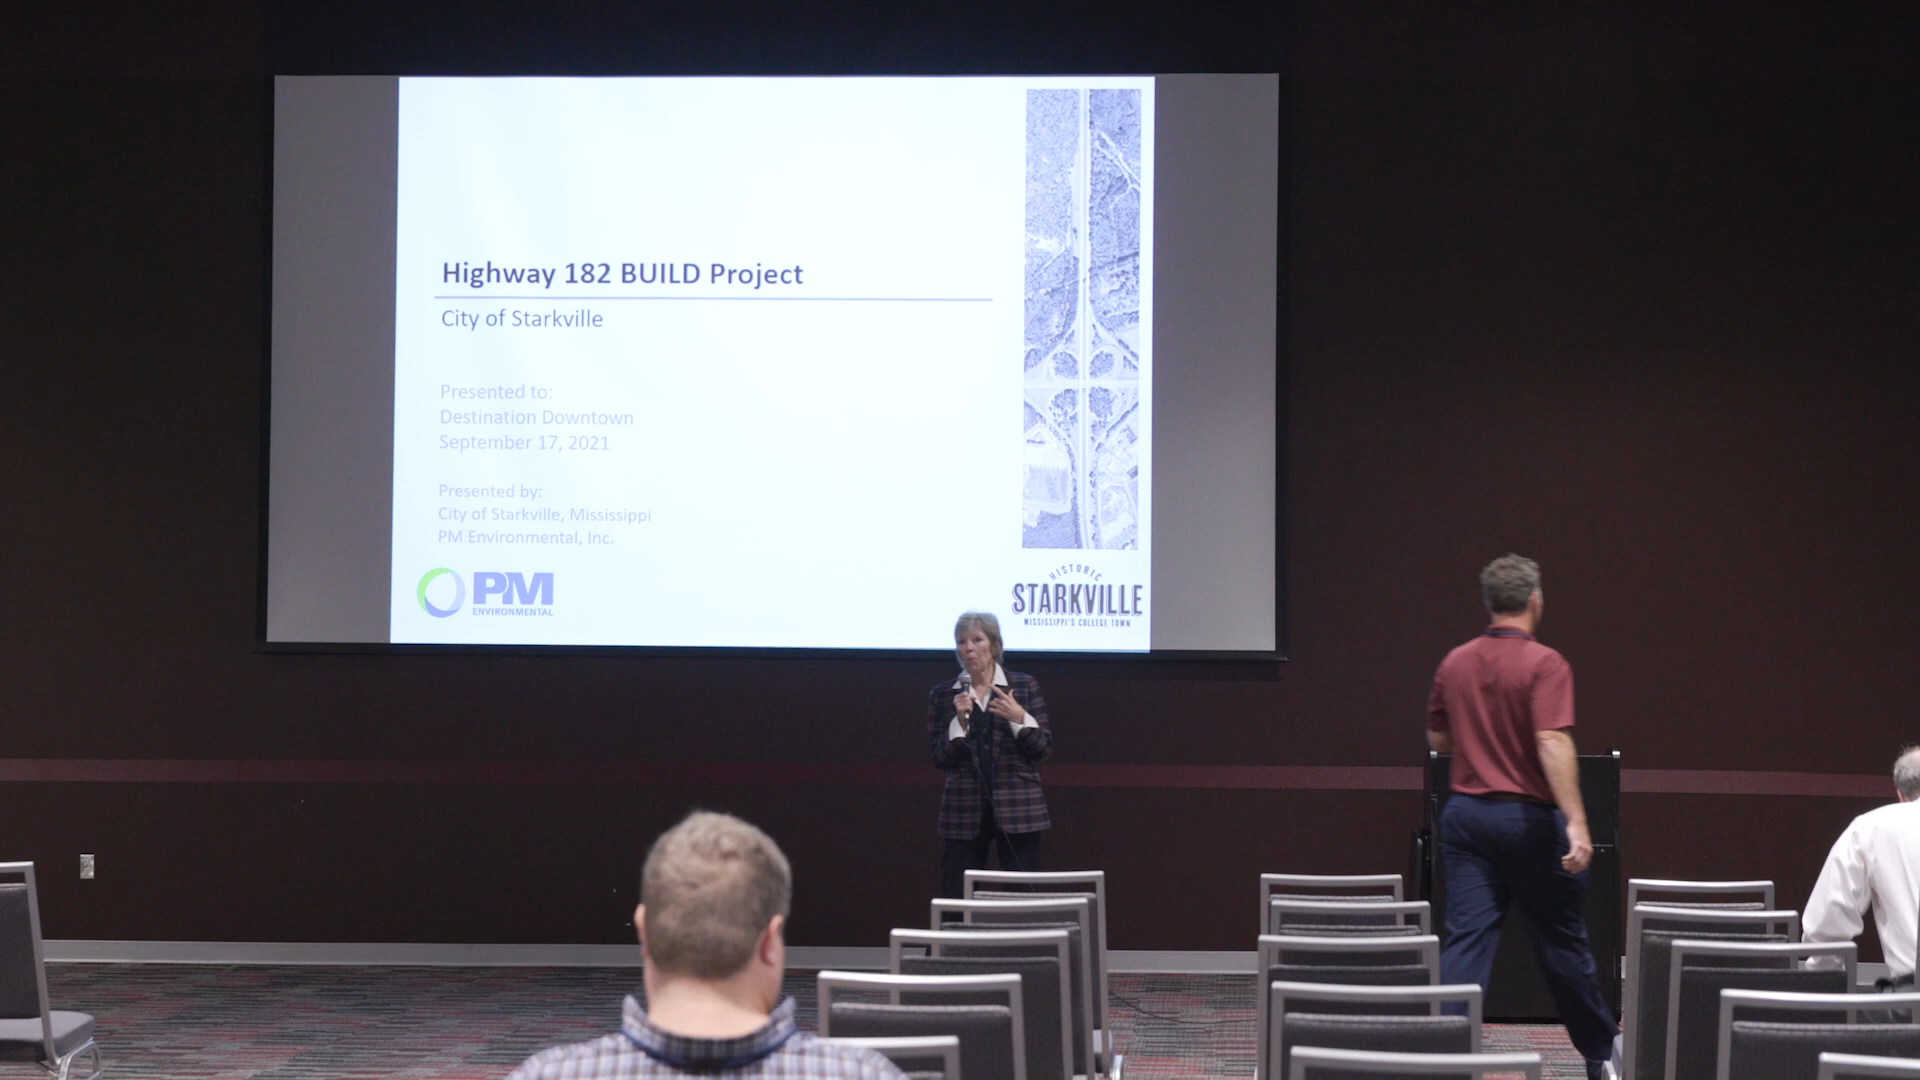 Highway 182 BUILD Project
City of Starkville
Presented to:
Destination Downtown
September 17, 2021
Presented by:
City of Starkville, Mississippi
PM Environmental, Inc.
PM
ENVIRONMENTAL
HISTORIC
STARKVILLE
MISSISSIPPI'S COLLEGE TOWN